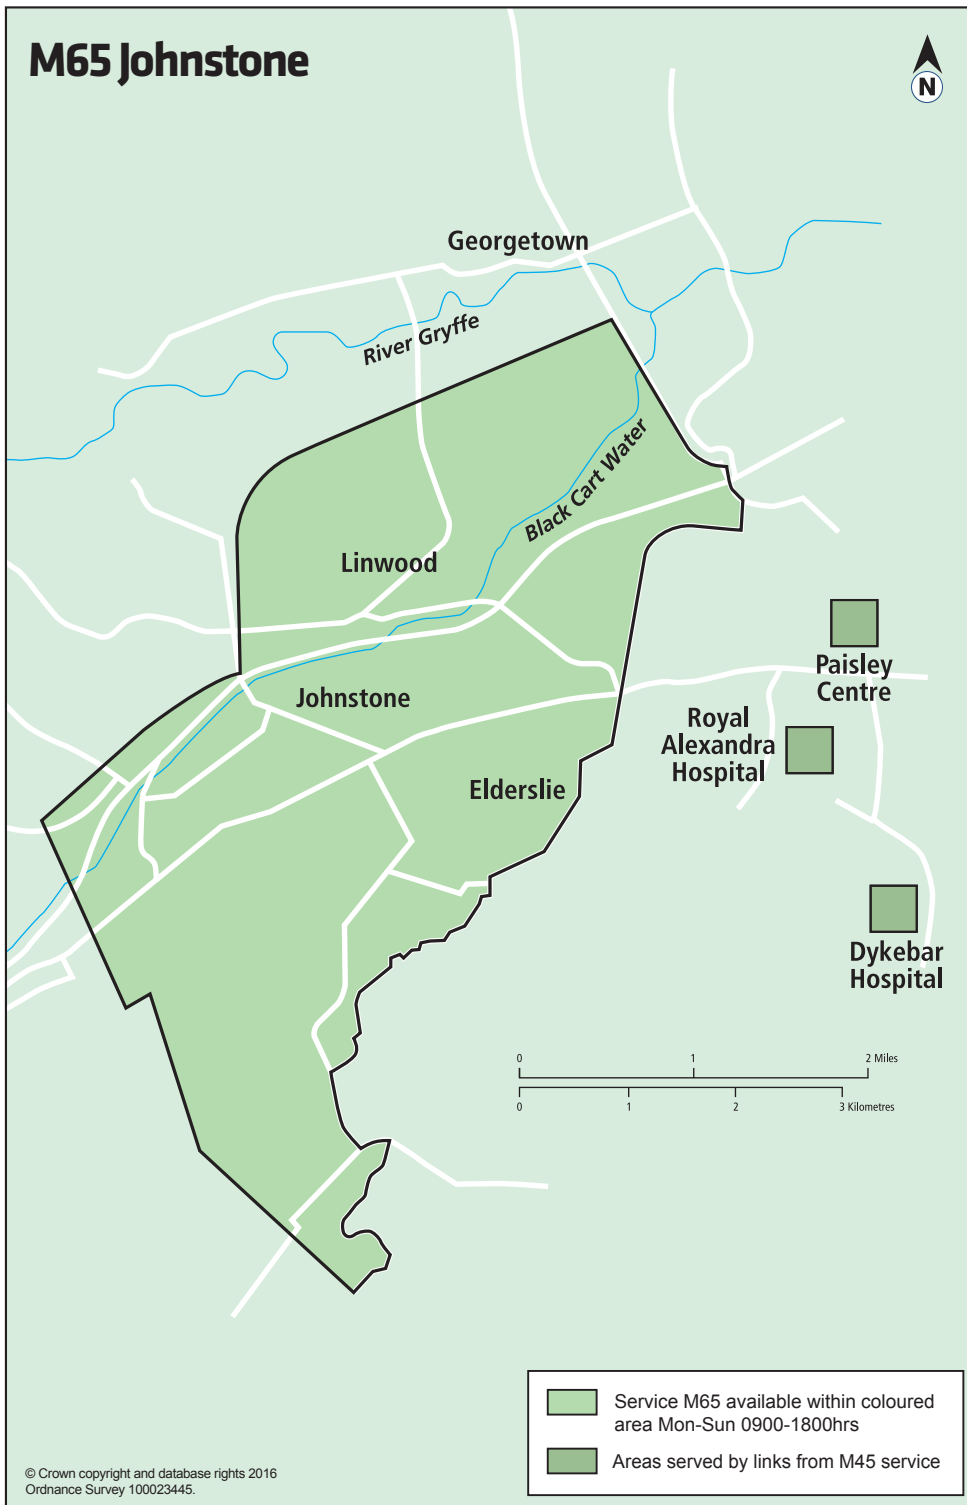 M65 Johnstone
N
Georgetown
River Gryffe
Black Cart Water
Linwood
Paisley
Centre
Johnstone
Royal
Alexandra
Hospital
Elderslie
Dykebar
Hospital
0 1 2 Miles
0 1 2 3 Kilometres
Service M65 available within coloured
area Mon-Sun 0900-1800hrs
Areas served by links from M45 service
© Crown copyright and database rights 2016
Ordnance Survey 100023445.